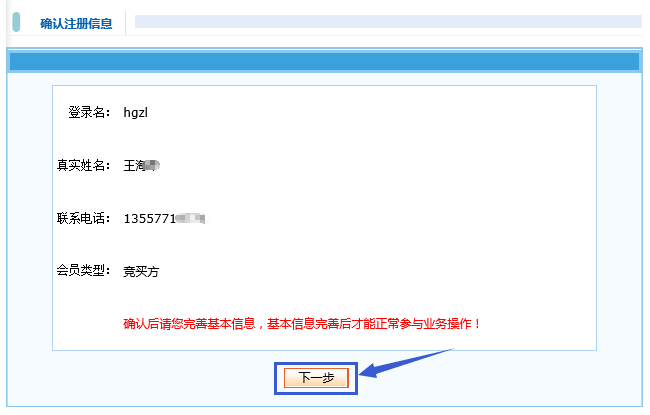 确认注册信息
登录名： hgzl
真实姓名： 王海
联系电话： 1355771
会员类型： 竞买方
确认后请您完善基本信息，基本信息完善后才能正常参与业务操作！
下一步